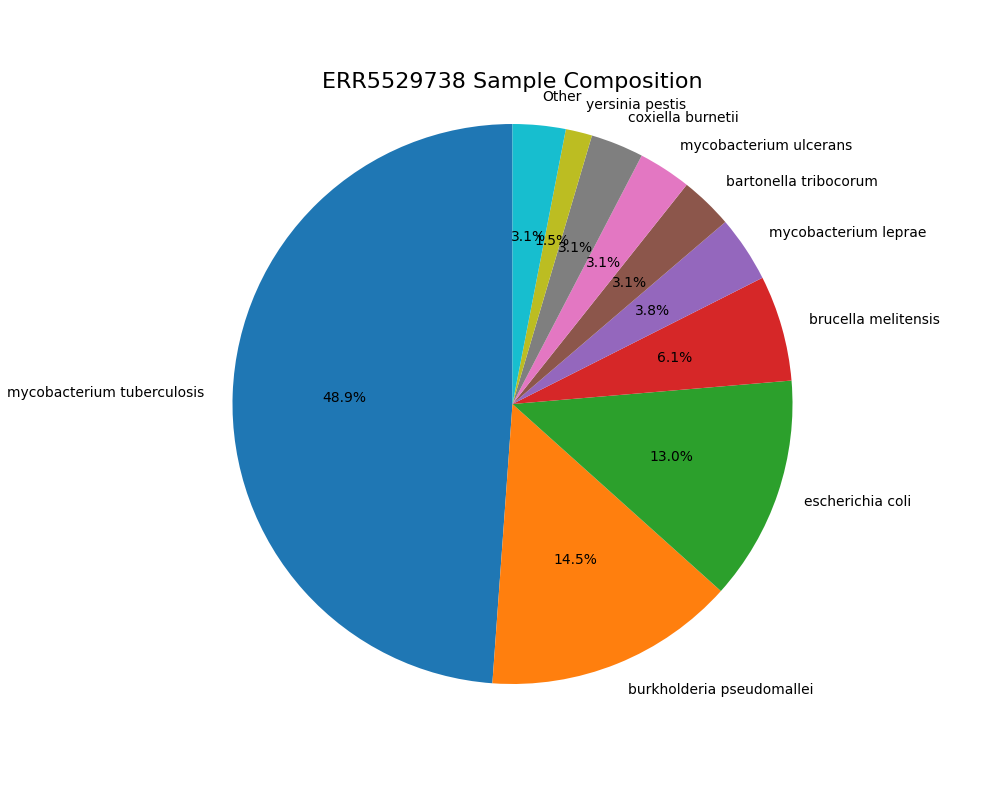 ERR5529738 Sample Composition
Other
yersinia pestis
coxiella burnetii
mycobacterium ulcerans
bartonella tribocorum
mycobacterium leprae
brucella melitensis
escherichia coli
burkholderia pseudomallei
mycobacterium tuberculosis
3.1%
1.5%
3.1%
3.1%
3.1%
3.8%
6.1%
13.0%
14.5%
48.9%